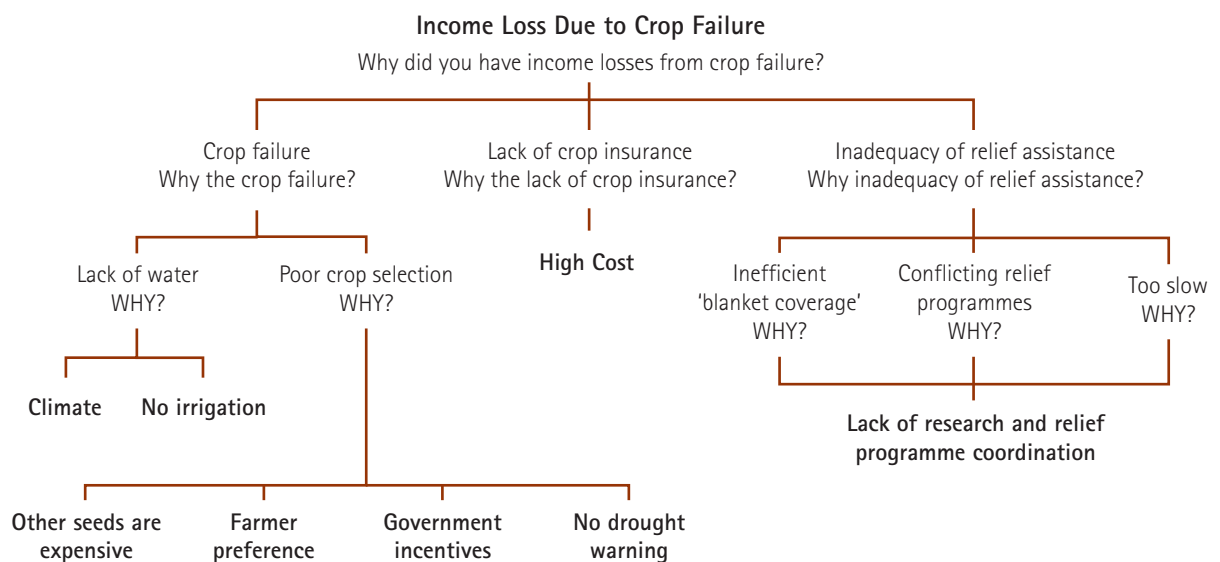 Income Loss Due to Crop Failure
Why did you have income losses from crop failure?
Crop failure
Why the crop failure?
Lack of crop insurance
Why the lack of crop insurance?
Inadequacy of relief assistance
Why inadequacy of relief assistance?
Lack of water
WHY?
Poor crop selection
WHY?
High Cost
Inefficient
'blanket coverage'
WHY?
Conflicting relief
programmes
WHY?
Too slow
WHY?
Climate
No irrigation
Lack of research and relief
programme coordination
Other seeds are
expensive
Farmer
preference
Government
incentives
No drought
warning